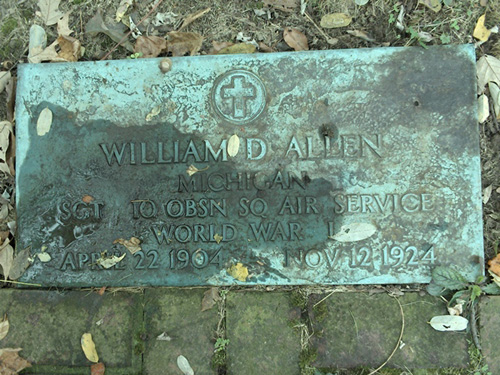 WILLIAM D ALLEN
MICHIGAN
SGT 10 OBSN SQ AIR SERVICE
WORLD WAR I
APRIL 22 1904 NOV 12 1924